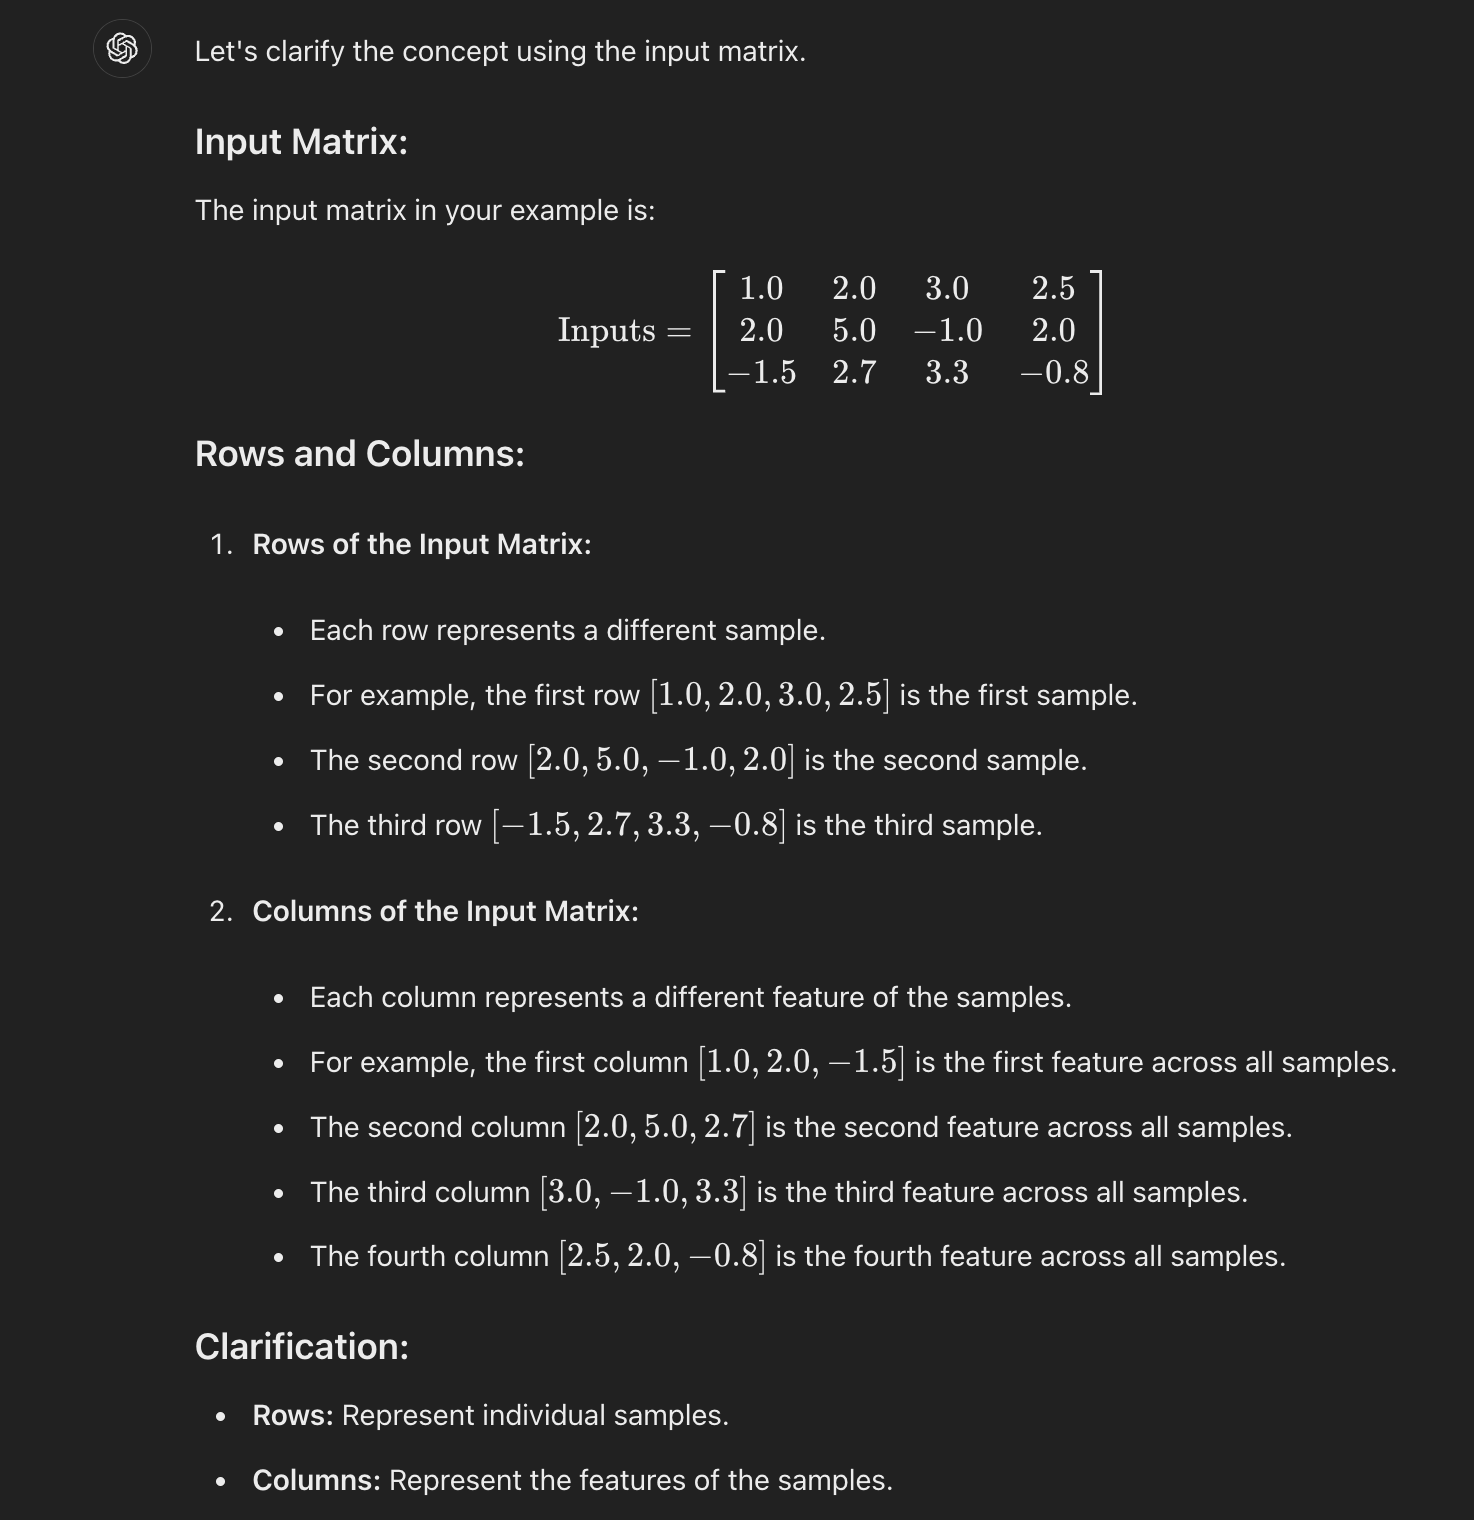 Let's clarify the concept using the input matrix.
Input Matrix:
The input matrix in your example is:
Inputs = [1.0 2.0 3.0 2.5
2.0 5.0 −1.0 2.0
−1.5 2.7 3.3 −0.8]
Rows and Columns:
1. Rows of the Input Matrix:
• Each row represents a different sample.
• For example, the first row [1.0, 2.0, 3.0, 2.5] is the first sample.
• The second row [2.0, 5.0, −1.0, 2.0] is the second sample.
• The third row [−1.5, 2.7, 3.3, −0.8] is the third sample.
2. Columns of the Input Matrix:
• Each column represents a different feature of the samples.
• For example, the first column [1.0, 2.0, −1.5] is the first feature across all samples.
• The second column [2.0, 5.0, 2.7] is the second feature across all samples.
• The third column [3.0, −1.0, 3.3] is the third feature across all samples.
• The fourth column [2.5, 2.0, −0.8] is the fourth feature across all samples.
Clarification:
• Rows: Represent individual samples.
• Columns: Represent the features of the samples.